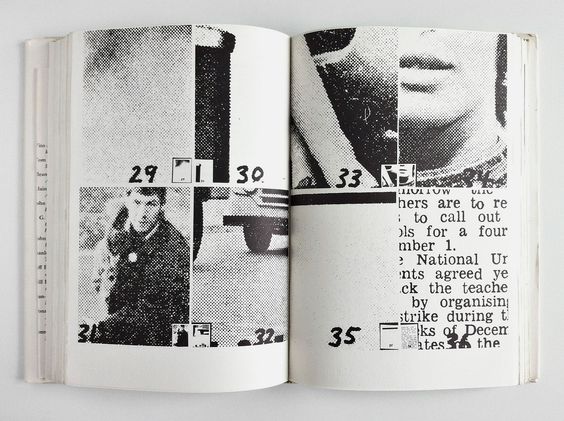 29
30
31
32
33
34
35
36
morrow the
hers are to re
s to call out
ols for a four
mber 1.
e National Un
ents agreed ye
ck the teache
by organising
strike during t
ks of Decem
ates the